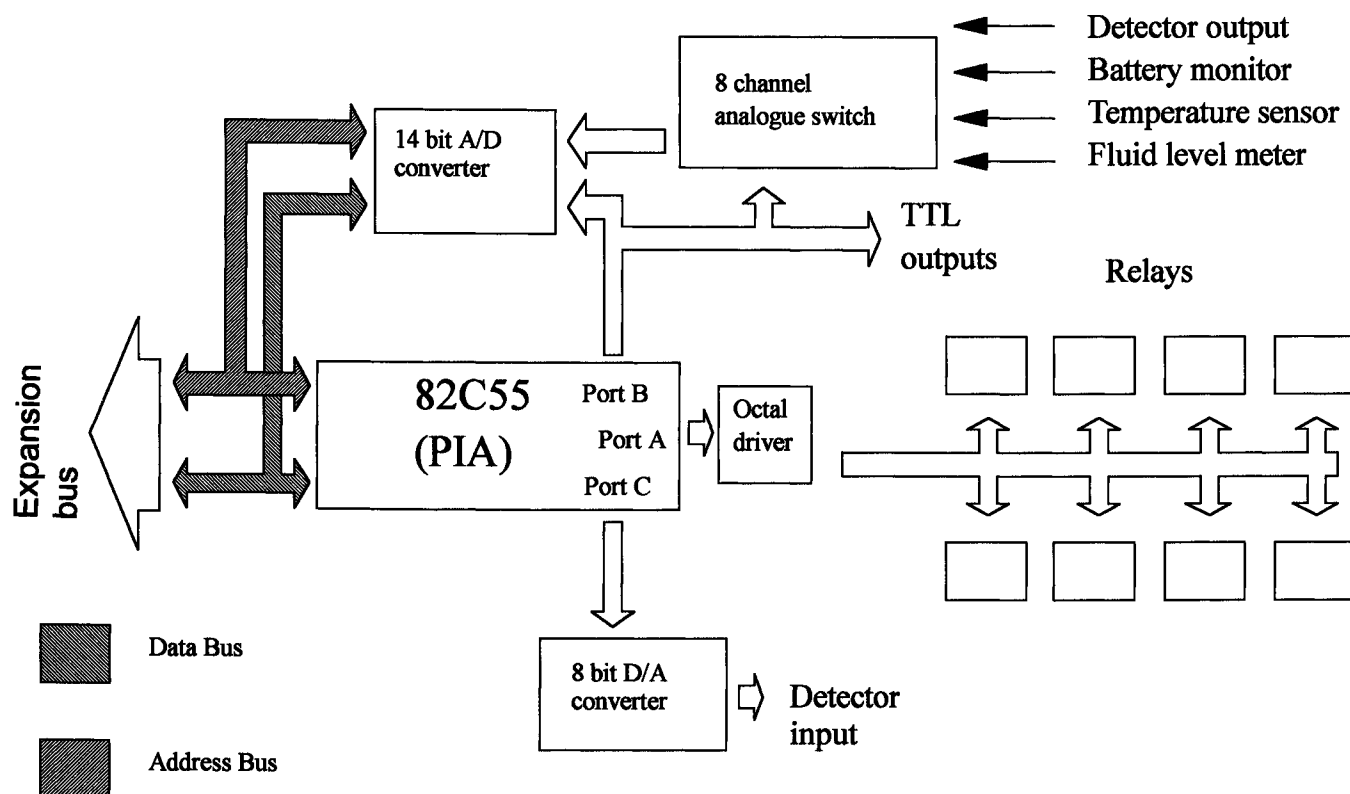 Detector output
Battery monitor
Temperature sensor
Fluid level meter
8 channel
analogue switch
14 bit A/D
converter
TTL
outputs
Relays
Expansion
bus
82C55
(PIA)
Port B
Port A
Port C
Octal
driver
8 bit D/A
converter
Detector
input
Data Bus
Address Bus